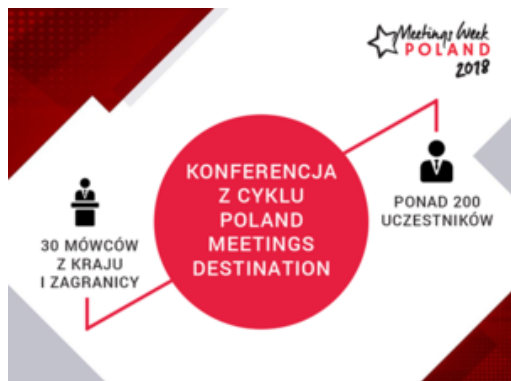 Meetings Week
POLAND
2018
KONFERENCJA
Z CYKLU
POLAND
MEETINGS
DESTINATION
30 MÓWCÓW
Z KRAJU
I ZAGRANICY
PONAD 200
UCZESTNIKÓW